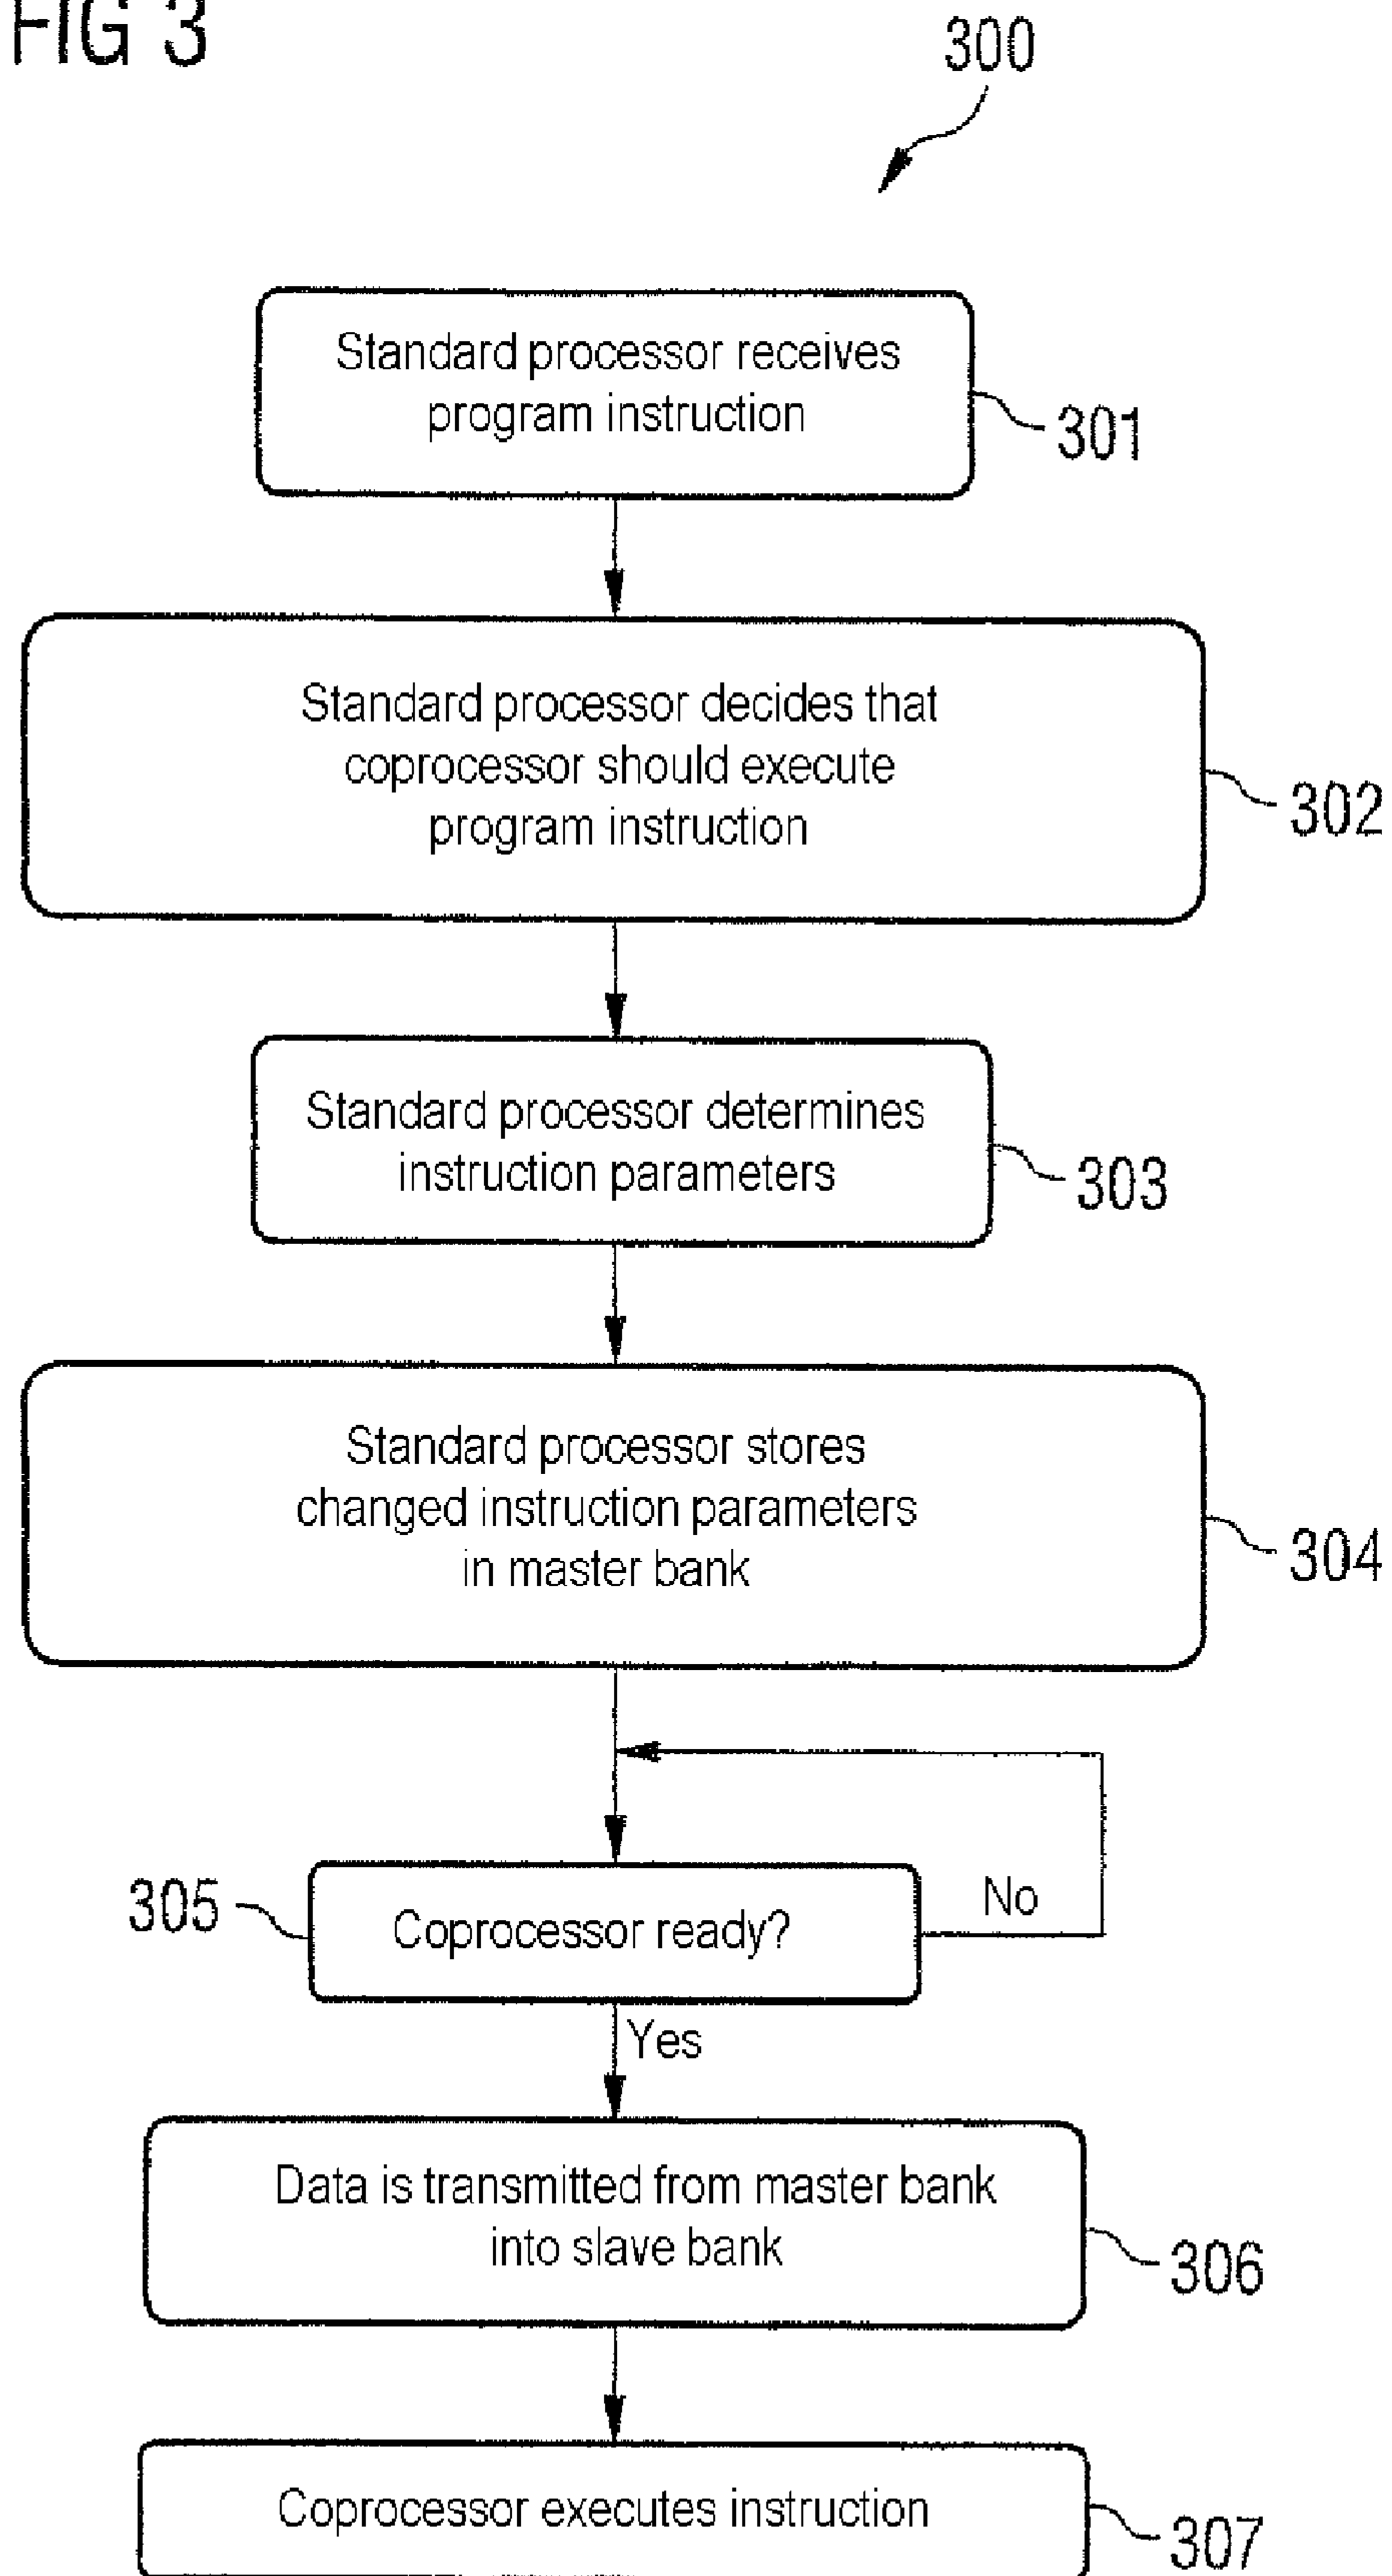 FIG 3
300
Standard processor receives
program instruction
301
Standard processor decides that
coprocessor should execute
program instruction
302
Standard processor determines
instruction parameters
303
Standard processor stores
changed instruction parameters
in master bank
304
305
Coprocessor ready?
No
Yes
Data is transmitted from master bank
into slave bank
306
Coprocessor executes instruction
307